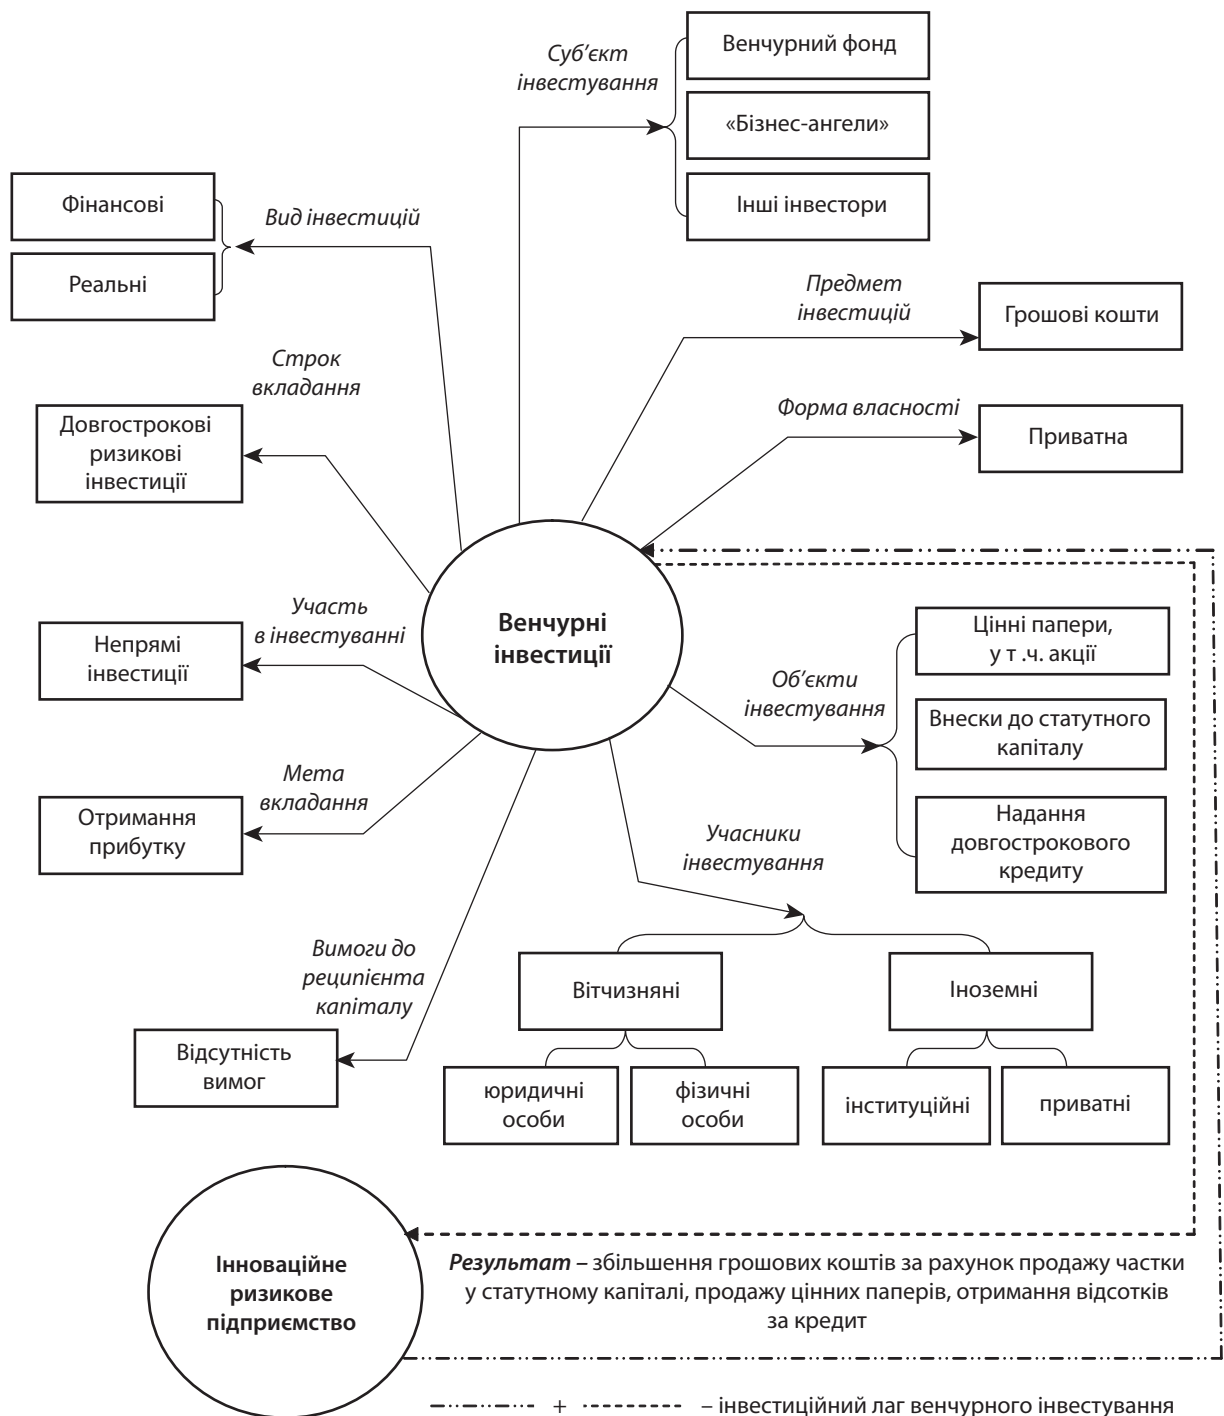 Суб’єкт
інвестування
Венчурний фонд
«Бізнес-ангели»
Інші інвестори
Фінансові
Реальні
Вид інвестицій
Предмет
інвестицій
Грошові кошти
Строк
вкладання
Довгострокові
ризикові
інвестиції
Форма власності
Приватна
Венчурні
інвестиції
Участь
в інвестуванні
Непрямі
інвестиції
Об’єкти
інвестування
Цінні папери,
у т .ч. акції
Внески до статутного
капіталу
Надання
довгострокового
кредиту
Мета
вкладання
Отримання
прибутку
Учасники
інвестування
Вимоги до
реципієнта
капіталу
Відсутність
вимог
Вітчизняні
Іноземні
юридичні
особи
фізичні
особи
інституційні
приватні
Інноваційне
ризикове
підприємство
Результат – збільшення грошових коштів за рахунок продажу частки
у статутному капіталі, продажу цінних паперів, отримання відсотків
за кредит
+ – інвестиційний лаг венчурного інвестування